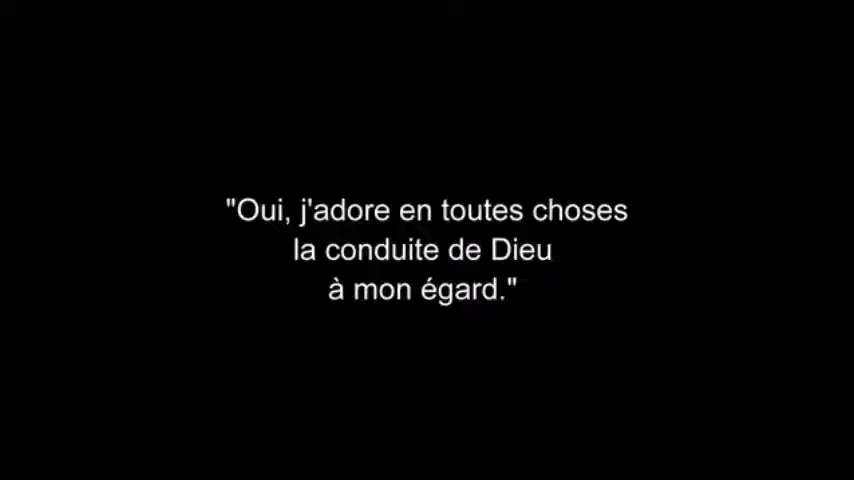 "Oui, j'adore en toutes choses
la conduite de Dieu
à mon égard."